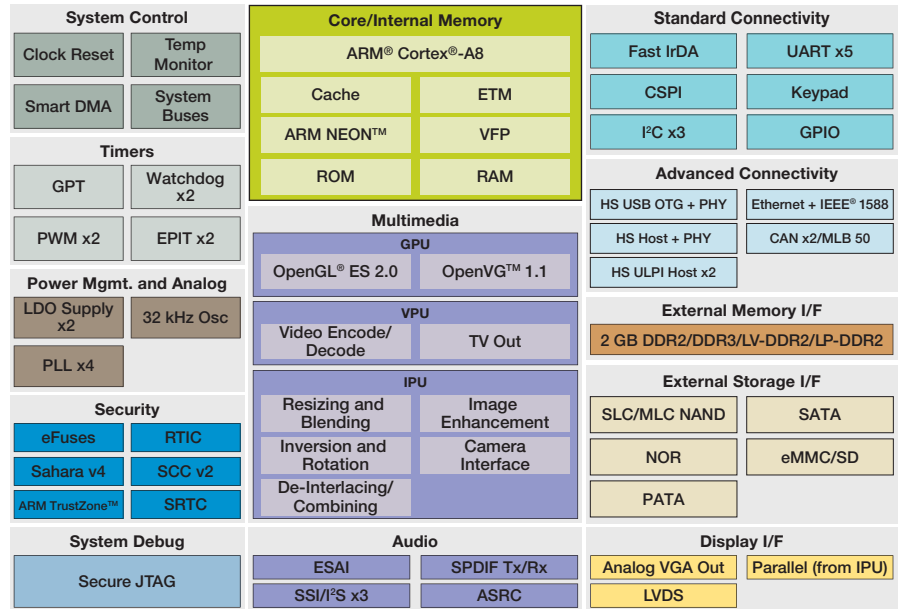 System Control
Clock Reset
Temp
Monitor
Smart DMA
System
Buses
Timers
GPT
Watchdog
x2
PWM x2
EPIT x2
Power Mgmt. and Analog
LDO Supply
x2
32 kHz Osc
PLL x4
Security
eFuses
RTIC
Sahara v4
SCC v2
ARM TrustZone™
SRTC
System Debug
Secure JTAG
Core/Internal Memory
ARM® Cortex®-A8
Cache
ETM
ARM NEON™
VFP
ROM
RAM
Multimedia
GPU
OpenGL® ES 2.0
OpenVG™ 1.1
VPU
Video Encode/
Decode
TV Out
IPU
Resizing and
Blending
Image
Enhancement
Inversion and
Rotation
Camera
Interface
De-Interlacing/
Combining
Audio
ESAI
SPDIF Tx/Rx
SSI/I²S x3
ASRC
Standard Connectivity
Fast IrDA
UART x5
CSPI
Keypad
I²C x3
GPIO
Advanced Connectivity
HS USB OTG + PHY
Ethernet + IEEE® 1588
HS Host + PHY
CAN x2/MLB 50
HS ULPI Host x2
External Memory I/F
2 GB DDR2/DDR3/LV-DDR2/LP-DDR2
External Storage I/F
SLC/MLC NAND
SATA
NOR
eMMC/SD
PATA
Display I/F
Analog VGA Out
Parallel (from IPU)
LVDS